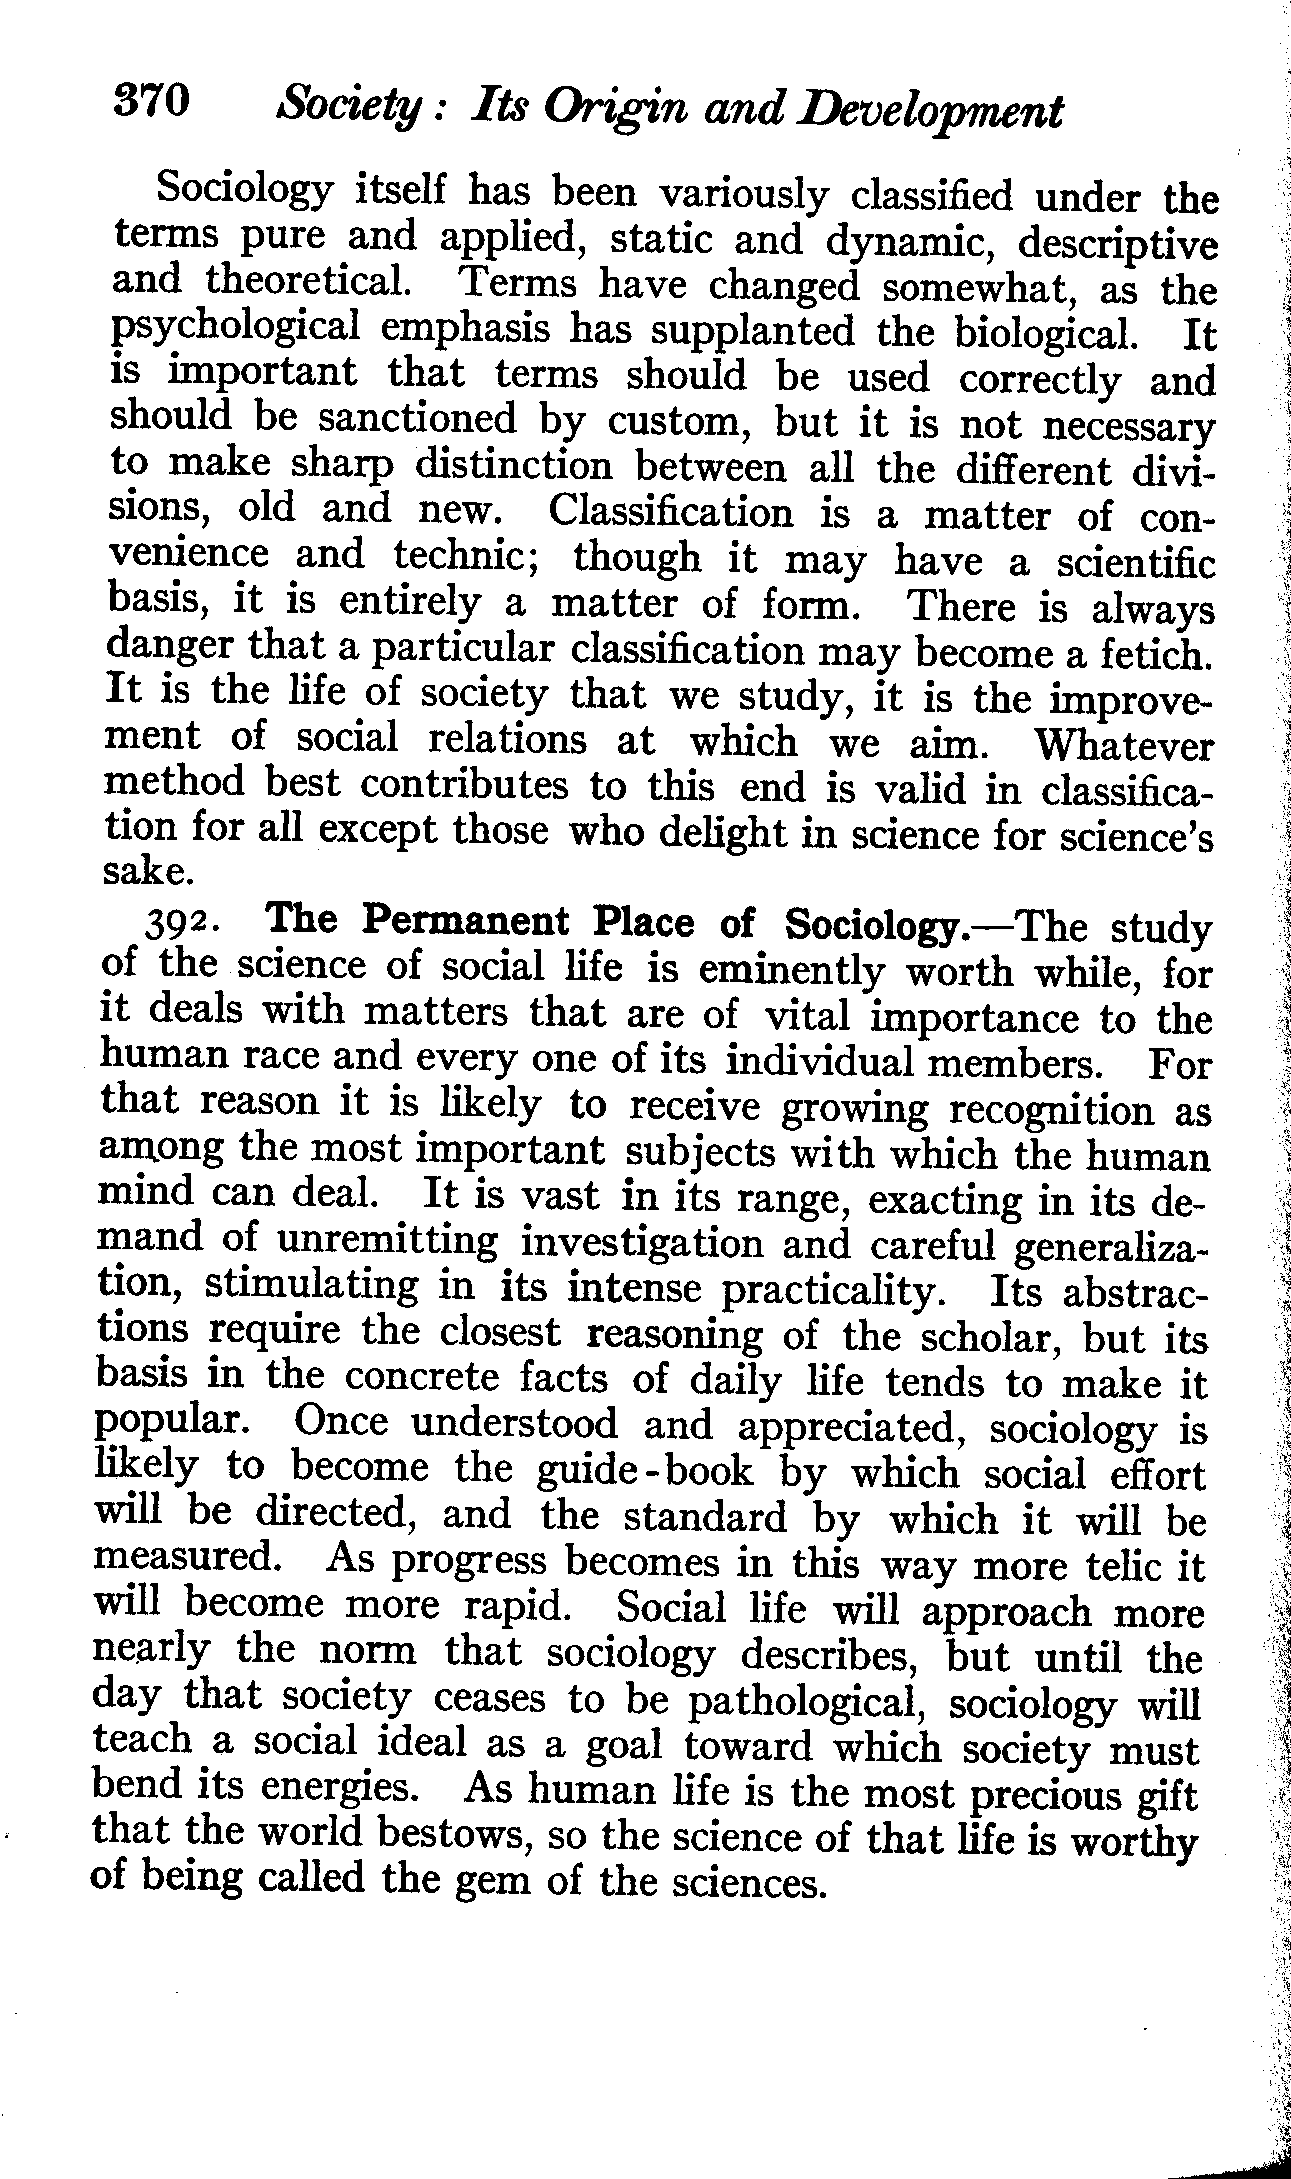 370 Society : Its Origin and Development
Sociology itself has been variously classified under the
terms pure and applied, static and dynamic, descriptive
and theoretical. Terms have changed somewhat, as the
psychological emphasis has supplanted the biological. It
is important that terms should be used correctly and
should be sanctioned by custom, but it is not necessary
to make sharp distinction between all the different divi-
sions, old and new. Classification is a matter of con-
venience and technic; though it may have a scientific
basis, it is entirely a matter of form. There is always
danger that a particular classification may become a fetich.
It is the life of society that we study, it is the improve-
ment of social relations at which we aim. Whatever
method best contributes to this end is valid in classifica-
tion for all except those who delight in science for science's
sake.
392. The Permanent Place of Sociology.—The study
of the science of social life is eminently worth while, for
it deals with matters that are of vital importance to the
human race and every one of its individual members. For
that reason it is likely to receive growing recognition as
among the most important subjects with which the human
mind can deal. It is vast in its range, exacting in its de-
mand of unremitting investigation and careful generaliza-
tion, stimulating in its intense practicality. Its abstrac-
tions require the closest reasoning of the scholar, but its
basis in the concrete facts of daily life tends to make it
popular. Once understood and appreciated, sociology is
likely to become the guide-book by which social effort
will be directed, and the standard by which it will be
measured. As progress becomes in this way more telic it
will become more rapid. Social life will approach more
nearly the norm that sociology describes, but until the
day that society ceases to be pathological, sociology will
teach a social ideal as a goal toward which society must
bend its energies. As human life is the most precious gift
that the world bestows, so the science of that life is worthy
of being called the gem of the sciences.